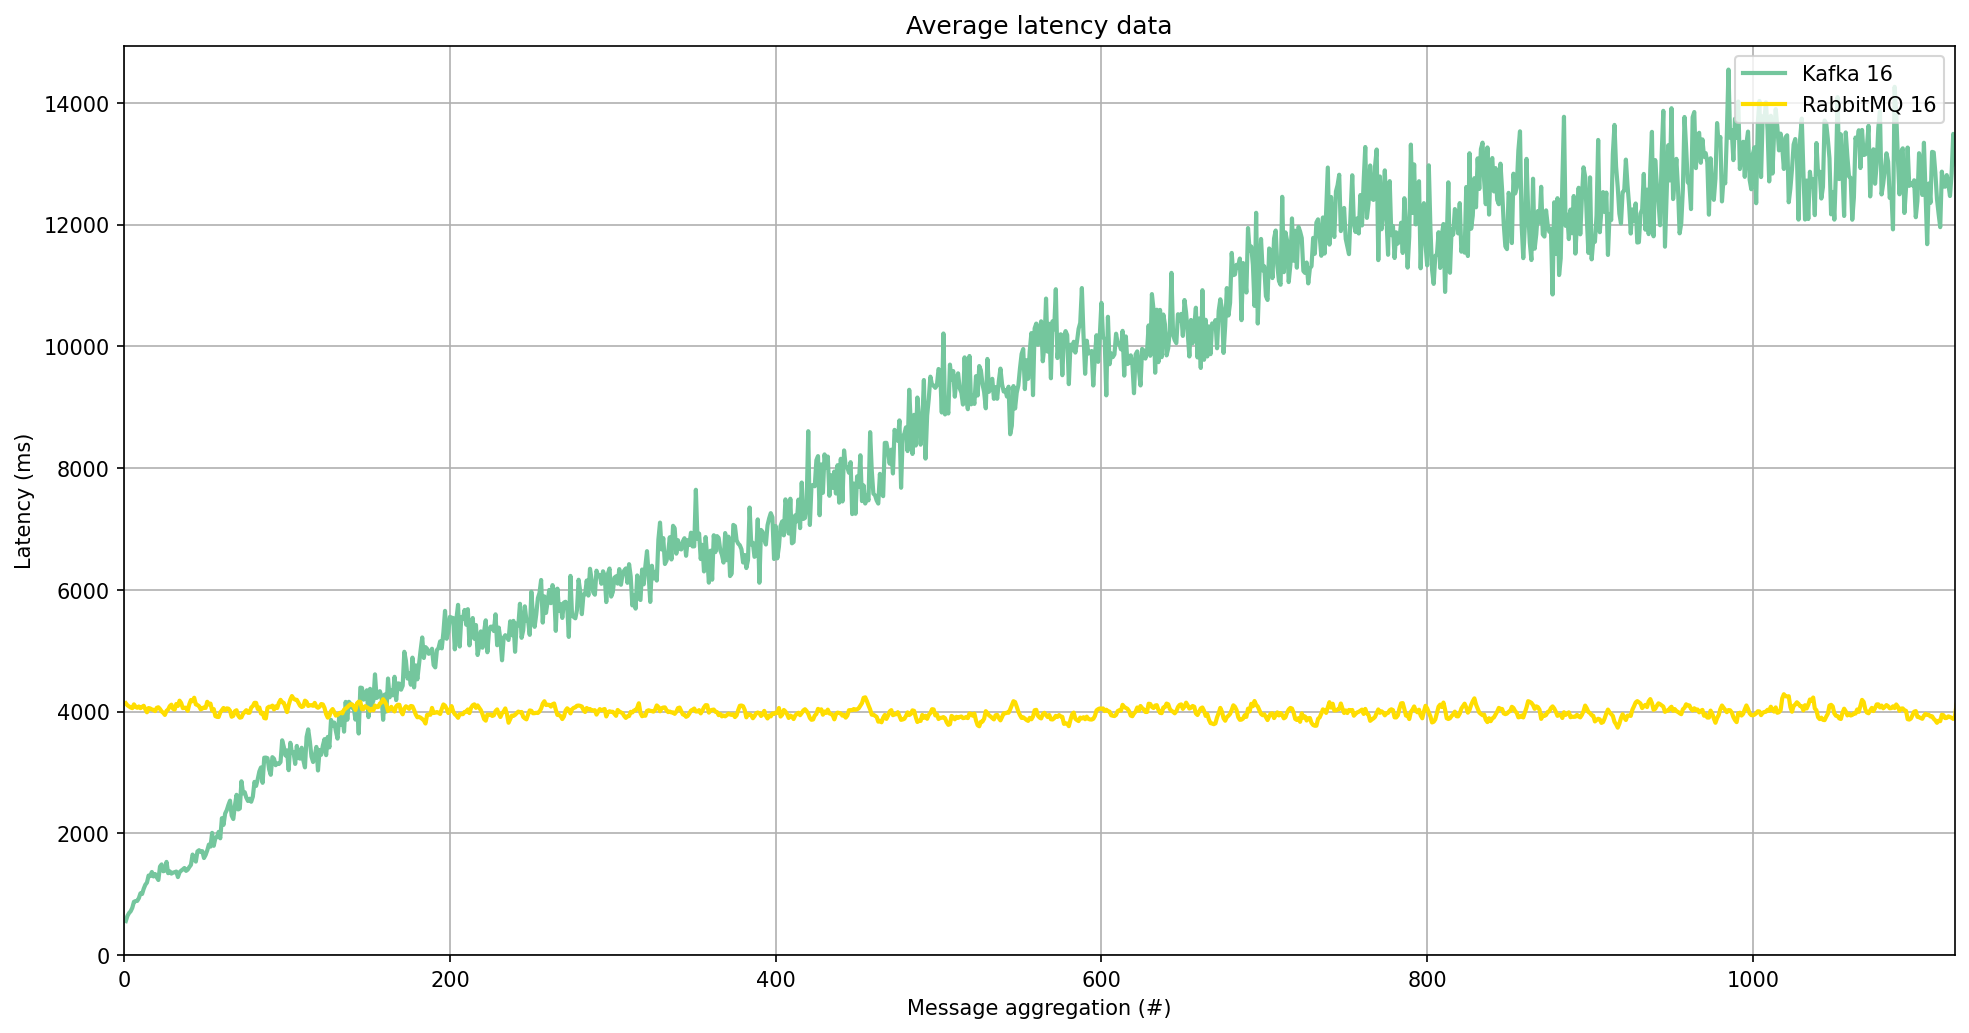 Average latency data
Kafka 16
RabbitMQ 16
14000
12000
10000
8000
6000
4000
2000
0
Latency (ms)
0 200 400 600 800 1000
Message aggregation (#)